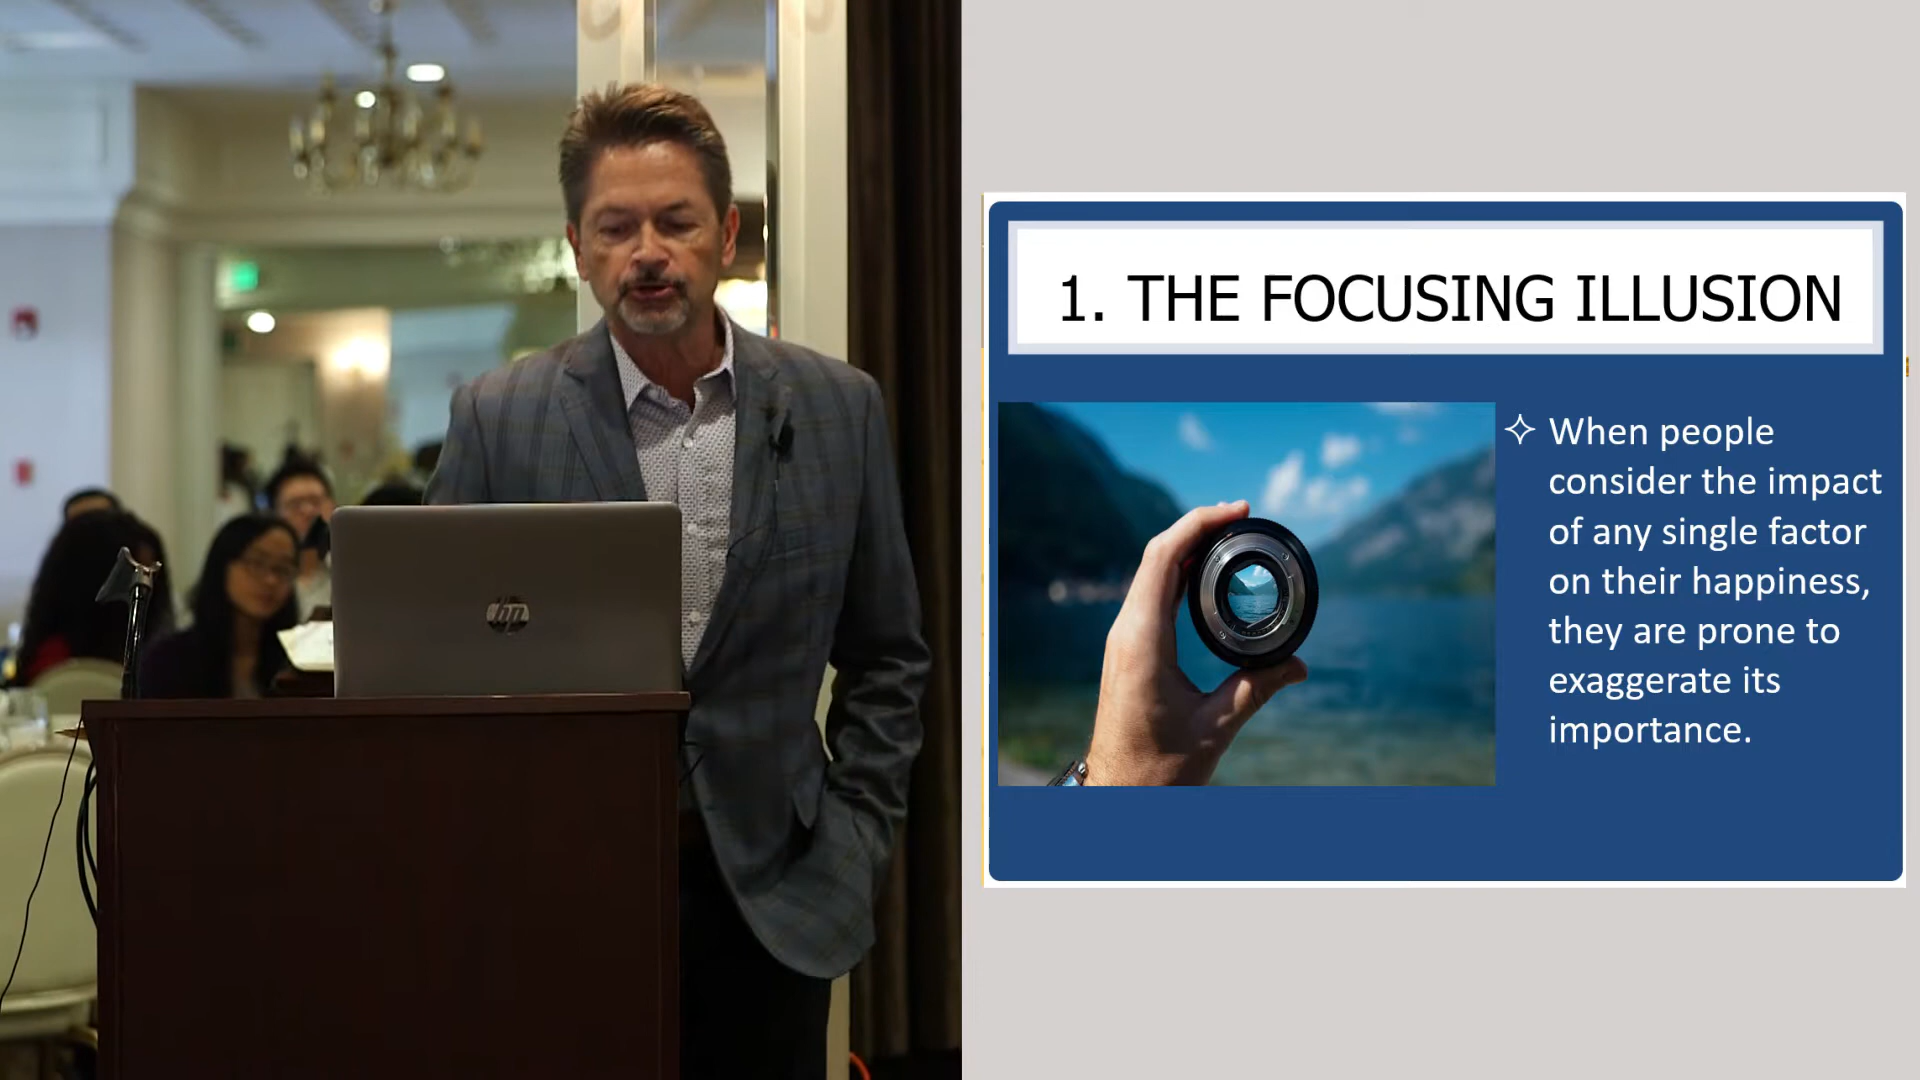 hp
1. THE FOCUSING ILLUSION
When people
consider the impact
of any single factor
on their happiness,
they are prone to
exaggerate its
importance.